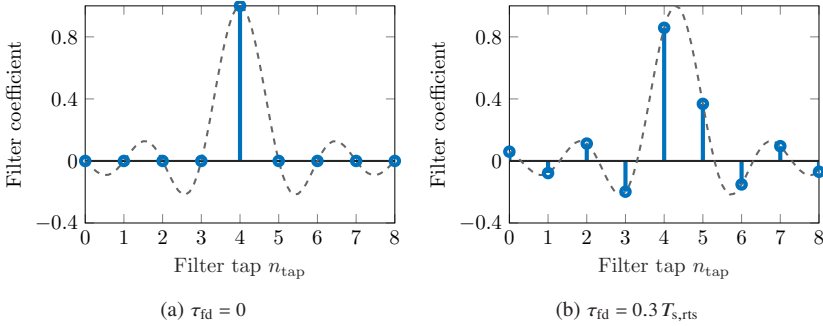 Filter coefficient
0.8
0.4
0
−0.4
0 1 2 3 4 5 6 7 8
Filter tap n_tap
(a) τ_fd = 0
Filter coefficient
0.8
0.4
0
−0.4
0 1 2 3 4 5 6 7 8
Filter tap n_tap
(b) τ_fd = 0.3 T_s,rts